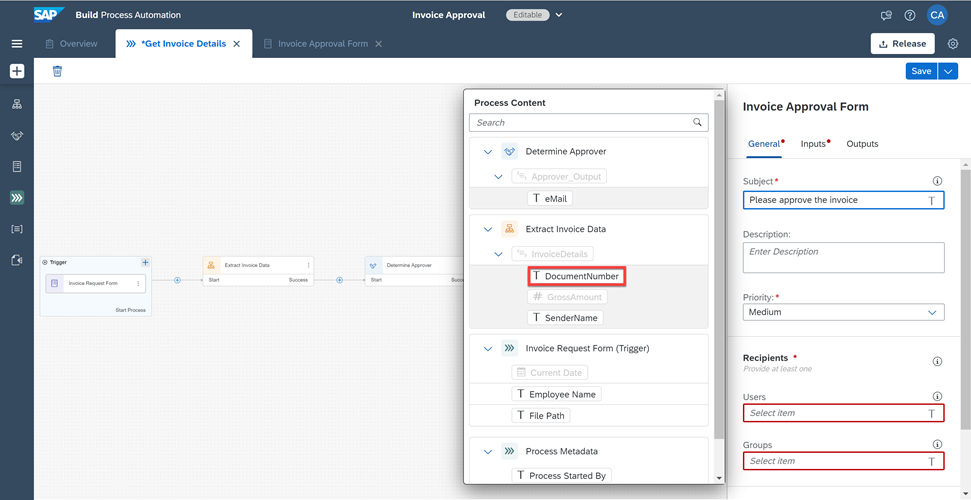 SAP Build Process Automation
Invoice Approval
Editable
CA
Overview
*Get Invoice Details
Invoice Approval Form
Release
Save
Trigger
Invoice Request Form
Start Process
Extract Invoice Data
Start
Success
Determine Approver
Start
Succe
Process Content
Search
Determine Approver
Approver_Output
T eMail
Extract Invoice Data
InvoiceDetails
T DocumentNumber
# GrossAmount
T SenderName
Invoice Request Form (Trigger)
Current Date
T Employee Name
T File Path
Process Metadata
T Process Started By
Invoice Approval Form
General
Inputs
Outputs
Subject*
Please approve the invoice T
Description:
Enter Description
Priority: *
Medium
Recipients *
Provide at least one
Users
Select item T
Groups
Select item T